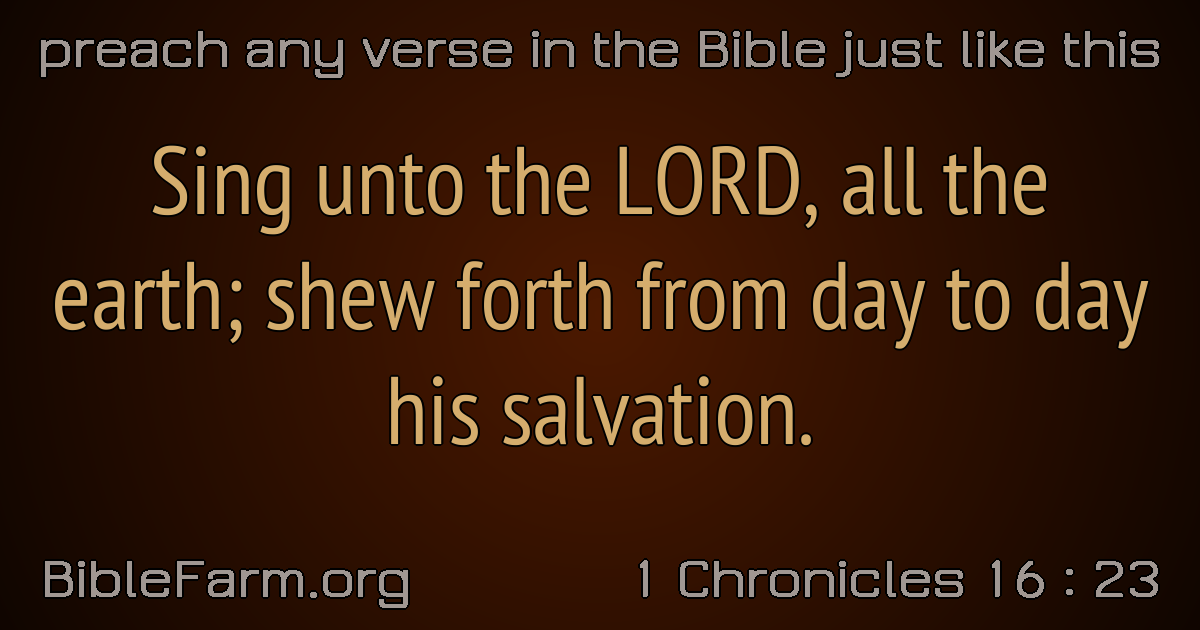 preach any verse in the Bible just like this
Sing unto the LORD, all the
earth; shew forth from day to day
his salvation.
BibleFarm.org
1 Chronicles 16 : 23